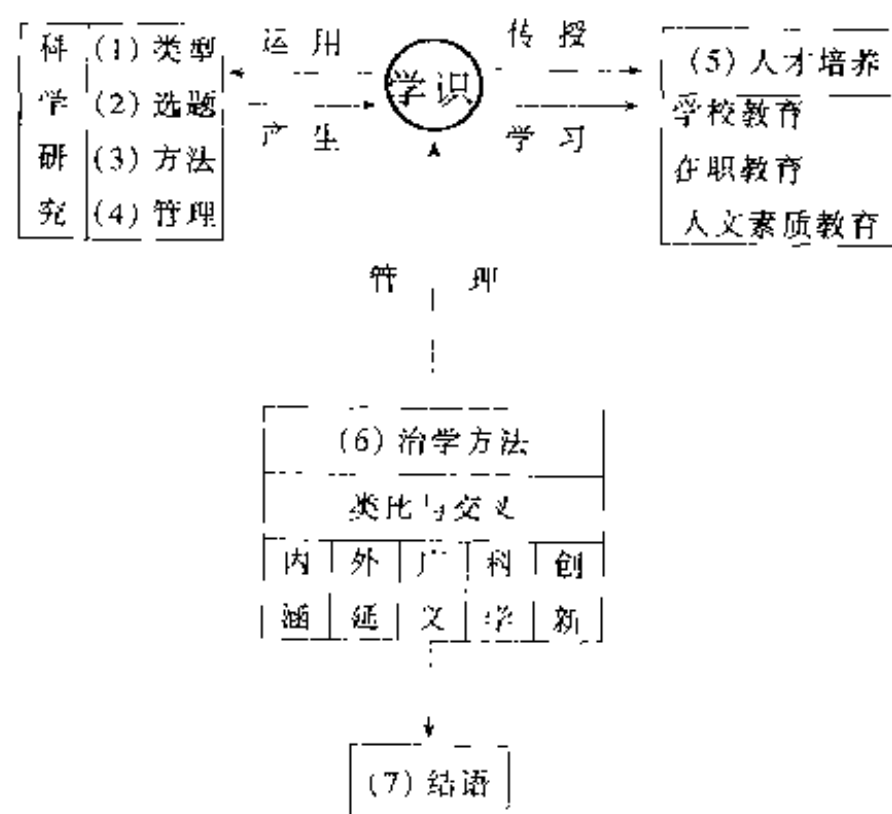 科学研究
(1) 类型
(2) 选题
(3) 方法
(4) 管理
运用
产生
学识
传授
学习
(5) 人才培养
学校教育
在职教育
人文素质教育
管理
(6) 治学方法
类比与交叉
内涵
外延
广义
科学
创新
(7) 结语